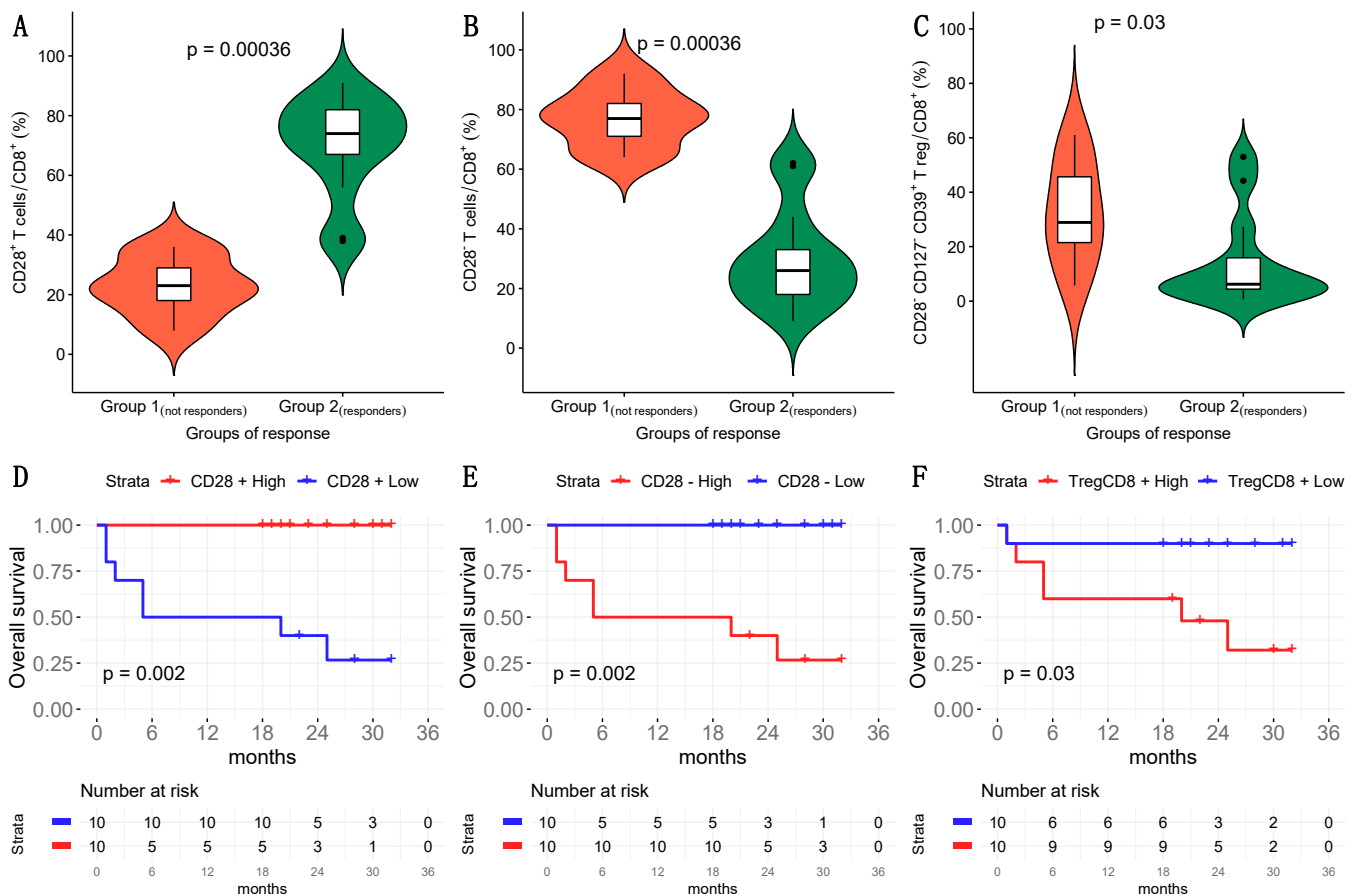 A
p = 0.00036
CD28⁺ T cells/CD8⁺ (%)
100
80
60
40
20
0
Group 1(not responders) Group 2(responders)
Groups of response
B
p = 0.00036
CD28⁻ T cells/CD8⁺ (%)
100
80
60
40
20
0
Group 1(not responders) Group 2(responders)
Groups of response
C
p = 0.03
CD28⁻ CD127⁻ CD39⁺ T reg/CD8⁺ (%)
100
80
60
40
20
0
Group 1(not responders) Group 2(responders)
Groups of response
D
Strata CD28 + High CD28 + Low
Overall survival
1.00
0.75
0.50
0.25
0.00
p = 0.002
0 6 12 18 24 30 36
months
Number at risk
Strata
10 10 10 10 5 3 0
10 5 5 5 3 1 0
0 6 12 18 24 30 36
months
E
Strata CD28 - High CD28 - Low
Overall survival
1.00
0.75
0.50
0.25
0.00
p = 0.002
0 6 12 18 24 30 36
months
Number at risk
Strata
10 5 5 5 3 1 0
10 10 10 10 5 3 0
0 6 12 18 24 30 36
months
F
Strata TregCD8 + High TregCD8 + Low
Overall survival
1.00
0.75
0.50
0.25
0.00
p = 0.03
0 6 12 18 24 30 36
months
Number at risk
Strata
10 6 6 6 3 2 0
10 9 9 9 5 2 0
0 6 12 18 24 30 36
months